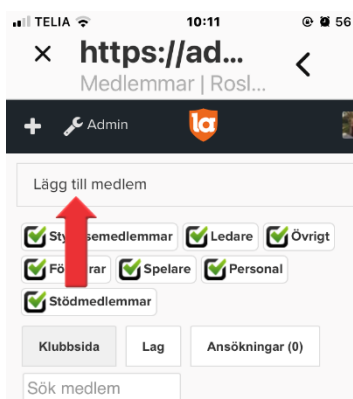 TELIA 10:11 56
https://ad...
Medlemmar | Rosl...
Admin
Lägg till medlem
Ledare Övrigt
Spelare Personal
Stödmedlemmar
Klubbsida Lag Ansökningar (0)
Sök medlem